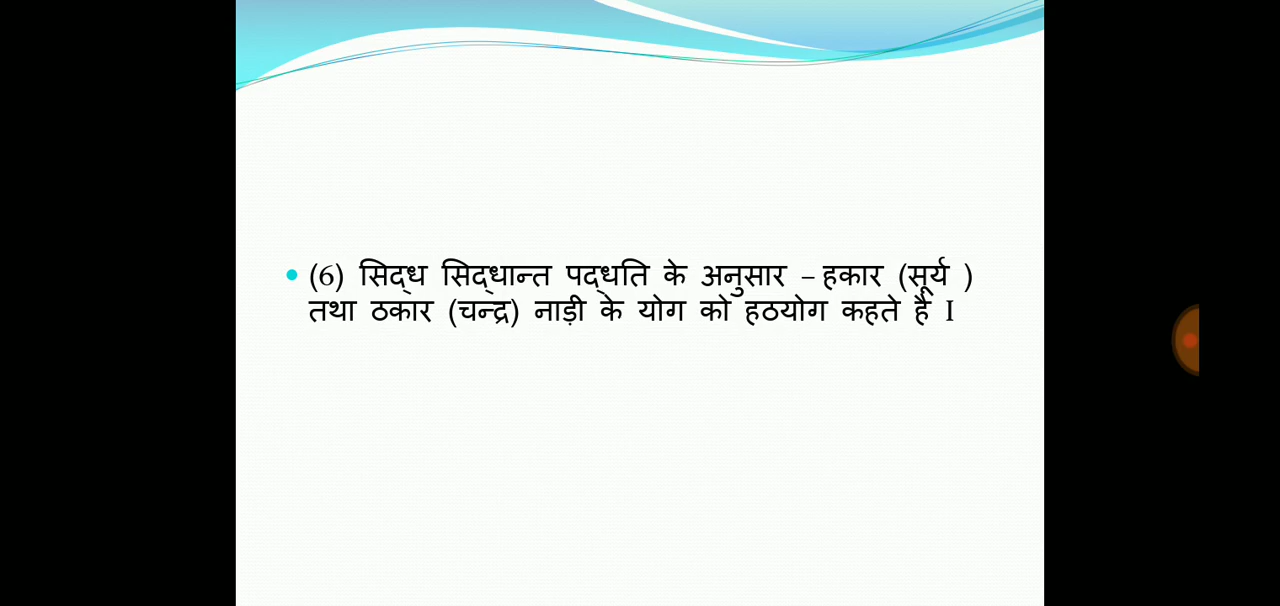 (6) सिद्ध सिद्धान्त पद्धति के अनुसार – हकार (सूर्य )
तथा ठकार (चन्द्र) नाड़ी के योग को हठयोग कहते है I